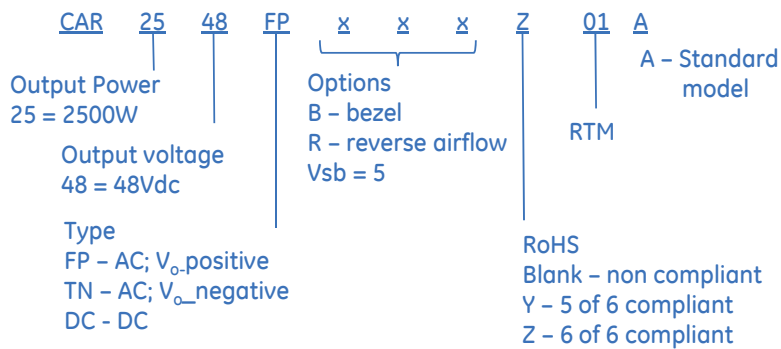 CAR 25 48 FP x x x Z 01 A
A – Standard
model
Output Power
25 = 2500W
Options
B – bezel
R – reverse airflow
Vsb = 5
RTM
Output voltage
48 = 48Vdc
Type
FP – AC; Vo-positive
TN – AC; Vo_negative
DC - DC
RoHS
Blank – non compliant
Y – 5 of 6 compliant
Z – 6 of 6 compliant